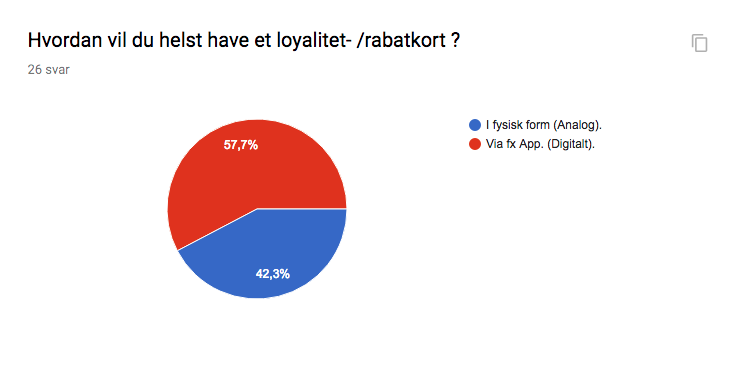 Hvordan vil du helst have et loyalitet- /rabatkort ?
26 svar
I fysisk form (Analog).
Via fx App. (Digitalt).
57,7%
42,3%